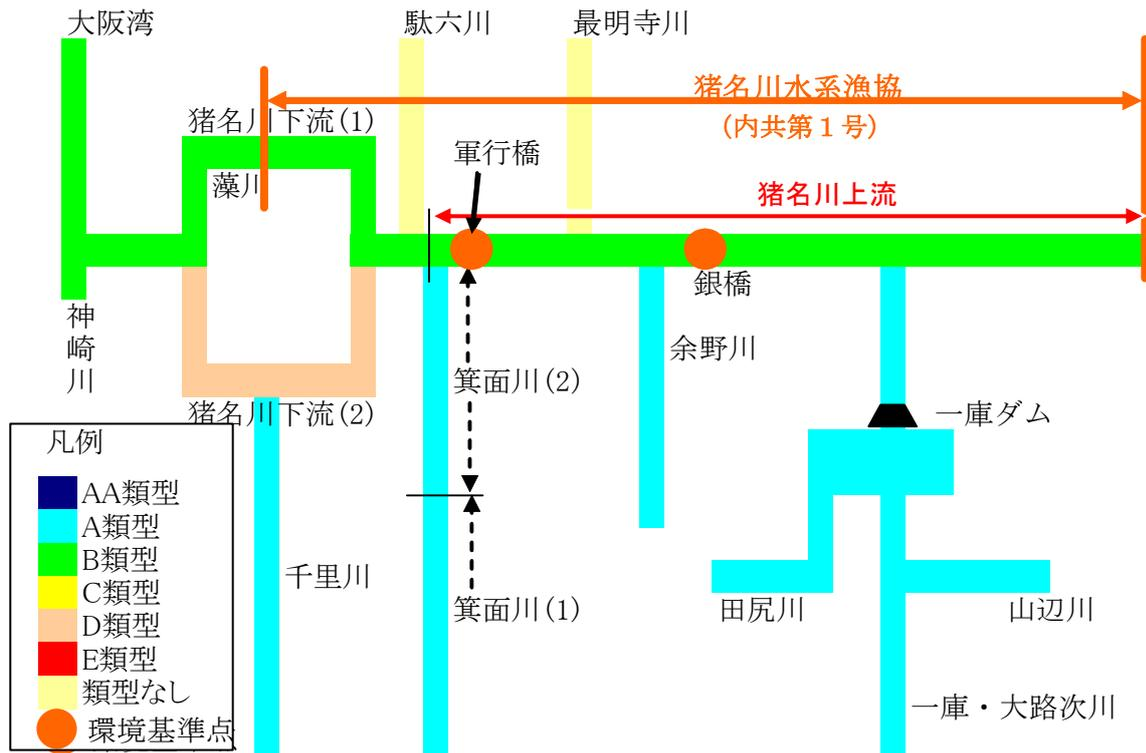 大阪湾
駄六川
最明寺川
猪名川水系漁協
(内共第1号)
猪名川下流(1)
藻川
軍行橋
猪名川上流
銀橋
神崎川
余野川
箕面川(2)
一庫ダム
猪名川下流(2)
凡例
AA類型
A類型
B類型
C類型
D類型
E類型
類型なし
環境基準点
千里川
箕面川(1)
田尻川
山辺川
一庫・大路次川